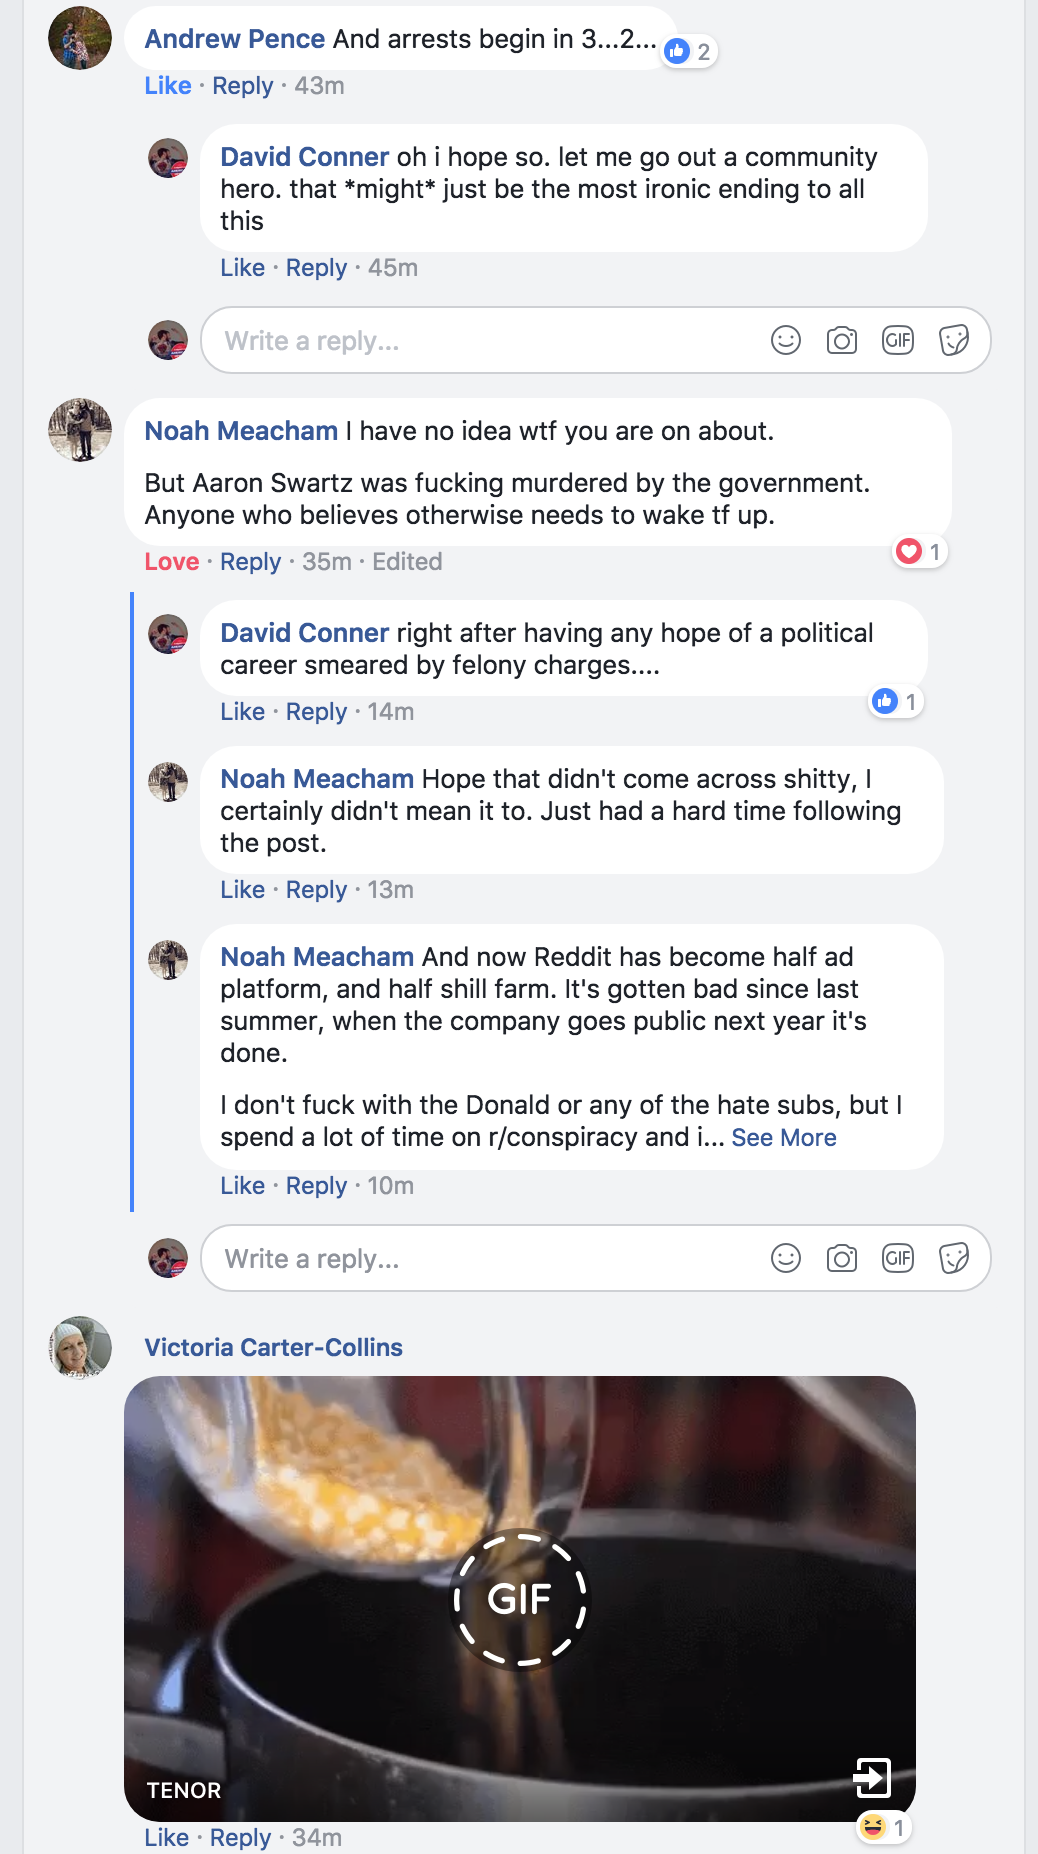 Andrew Pence And arrests begin in 3...2...
2
Like · Reply · 43m
David Conner oh i hope so. let me go out a community
hero. that *might* just be the most ironic ending to all
this
Like · Reply · 45m
Write a reply...
GIF
Noah Meacham I have no idea wtf you are on about.
But Aaron Swartz was fucking murdered by the government.
Anyone who believes otherwise needs to wake tf up.
1
Love · Reply · 35m · Edited
David Conner right after having any hope of a political
career smeared by felony charges....
1
Like · Reply · 14m
Noah Meacham Hope that didn't come across shitty, I
certainly didn't mean it to. Just had a hard time following
the post.
Like · Reply · 13m
Noah Meacham And now Reddit has become half ad
platform, and half shill farm. It's gotten bad since last
summer, when the company goes public next year it's
done.
I don't fuck with the Donald or any of the hate subs, but I
spend a lot of time on r/conspiracy and i... See More
Like · Reply · 10m
Write a reply...
GIF
Victoria Carter-Collins
GIF
TENOR
1
Like · Reply · 34m